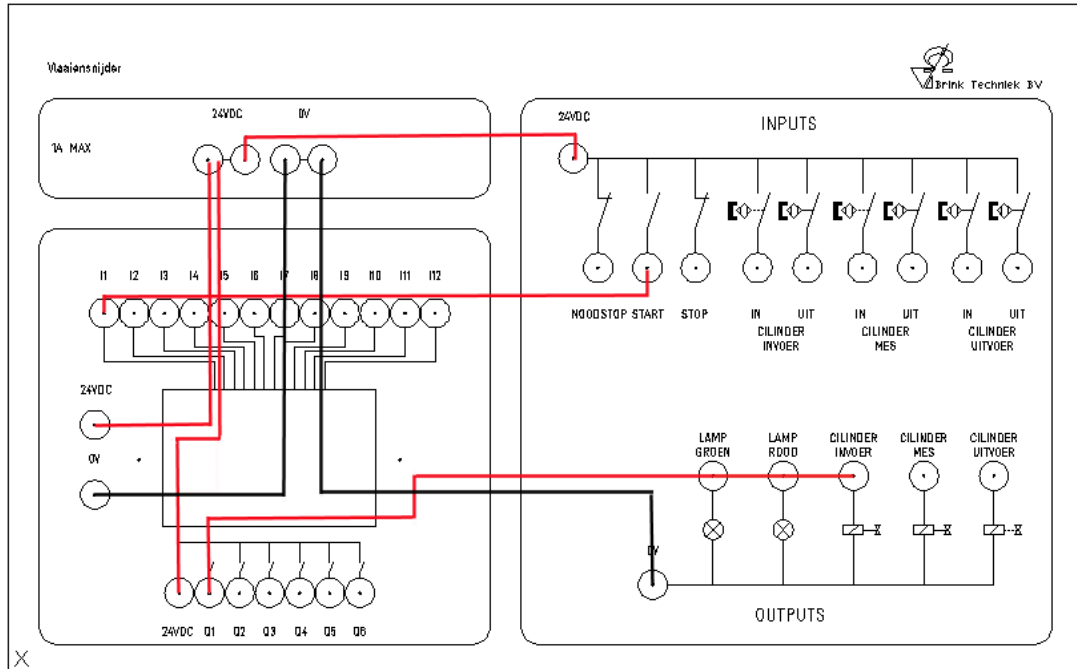 Vlaaiensnijder
Brink Techniek BV
24VDC 0V
1A MAX
24VDC
INPUTS
I1 I2 I3 I4 I5 I6 I7 I8 I9 I10 I11 I12
NOODSTOP START STOP
IN UIT
CILINDER
INVOER
IN UIT
CILINDER
MES
IN UIT
CILINDER
UITVOER
24VDC
0V
LAMP
GROEN
LAMP
ROOD
CILINDER
INVOER
CILINDER
MES
CILINDER
UITVOER
0V
OUTPUTS
24VDC Q1 Q2 Q3 Q4 Q5 Q6
X